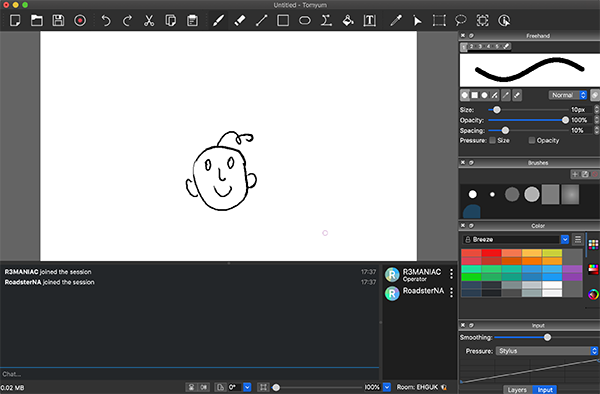 Untitled - Tomyum
Freehand
1 2 3 4 5
Normal
Size: 10px
Opacity: 100%
Spacing: 10%
Pressure: Size Opacity
Brushes
Color
Breeze
R3MANIAC joined the session 17:37
RoadsterNA joined the session 17:37
R R3MANIAC
Operator
R RoadsterNA
Input
Smoothing:
Pressure: Stylus
Chat...
0.02 MB
0°
100%
Room: EHGUK
Layers Input